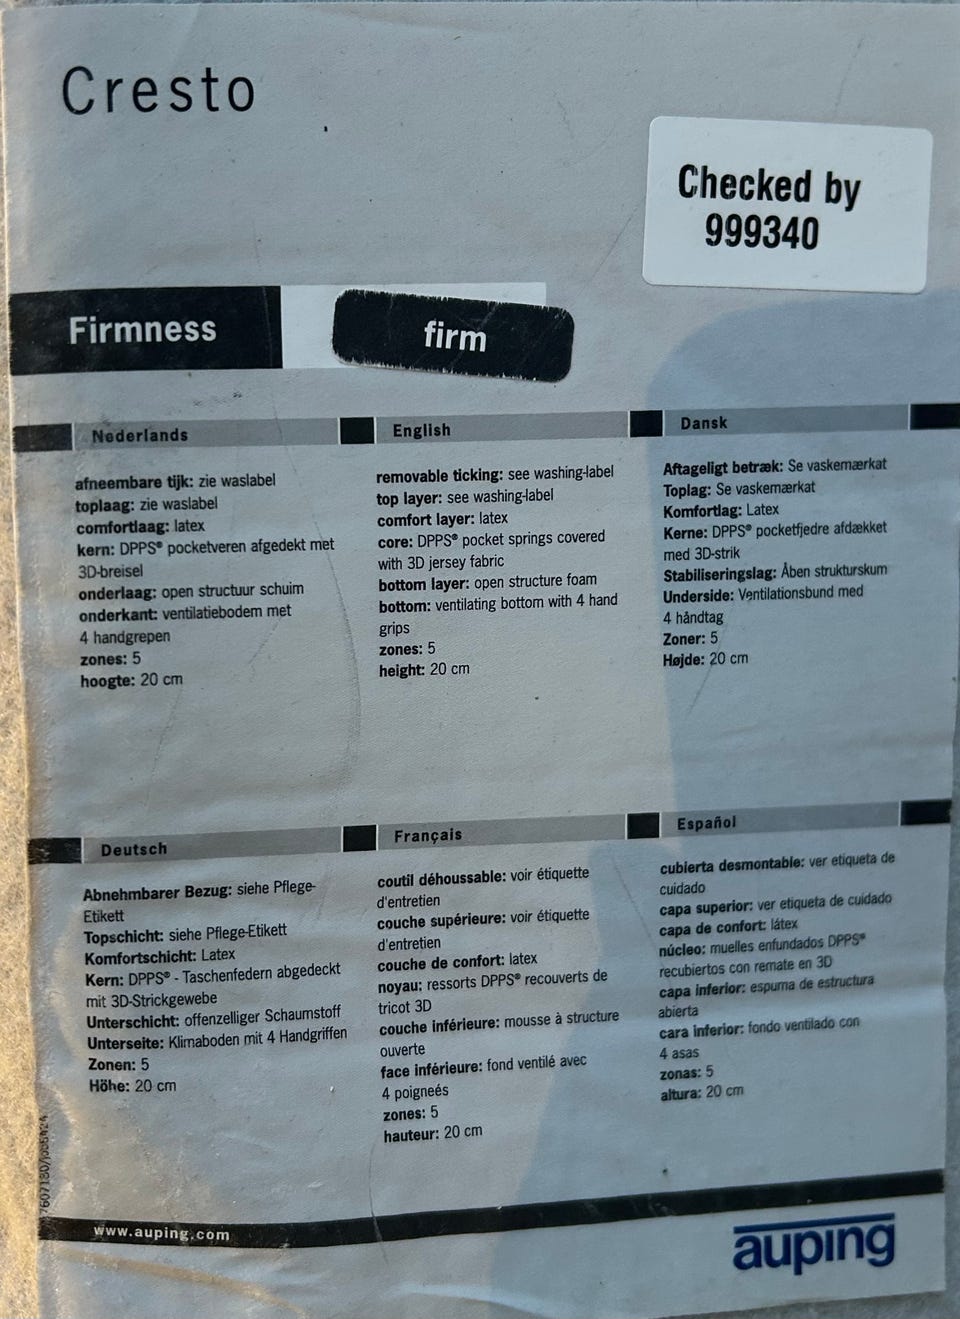 Cresto
Checked by
999340
Firmness
firm
Nederlands
afneembare tijk: zie waslabel
toplaag: zie waslabel
comfortlaag: latex
kern: DPPS® pocketveren afgedekt met
3D-breisel
onderlaag: open structuur schuim
onderkant: ventilatiebodem met
4 handgrepen
zones: 5
hoogte: 20 cm
English
removable ticking: see washing-label
top layer: see washing-label
comfort layer: latex
core: DPPS® pocket springs covered
with 3D jersey fabric
bottom layer: open structure foam
bottom: ventilating bottom with 4 hand
grips
zones: 5
height: 20 cm
Dansk
Aftageligt betræk: Se vaskemærkat
Toplag: Se vaskemærkat
Komfortlag: Latex
Kerne: DPPS® pocketfjedre afdækket
med 3D-strik
Stabiliseringslag: Åben strukturskum
Underside: Ventilationsbund med
4 håndtag
Zoner: 5
Højde: 20 cm
Deutsch
Abnehmbarer Bezug: siehe Pflege-
Etikett
Topschicht: siehe Pflege-Etikett
Komfortschicht: Latex
Kern: DPPS® - Taschenfedern abgedeckt
mit 3D-Strickgewebe
Unterschicht: offenzelliger Schaumstoff
Unterseite: Klimaboden mit 4 Handgriffen
Zonen: 5
Höhe: 20 cm
Français
coutil déhoussable: voir étiquette
d'entretien
couche supérieure: voir étiquette
d'entretien
couche de confort: latex
noyau: ressorts DPPS® recouverts de
tricot 3D
couche inférieure: mousse à structure
ouverte
face inférieure: fond ventilé avec
4 poigneés
zones: 5
hauteur: 20 cm
Español
cubierta desmontable: ver etiqueta de
cuidado
capa superior: ver etiqueta de cuidado
capa de confort: látex
núcleo: muelles enfundados DPPS®
recubiertos con remate en 3D
capa inferior: espuma de estructura
abierta
cara inferior: fondo ventilado con
4 asas
zonas: 5
altura: 20 cm
www.auping.com
auping